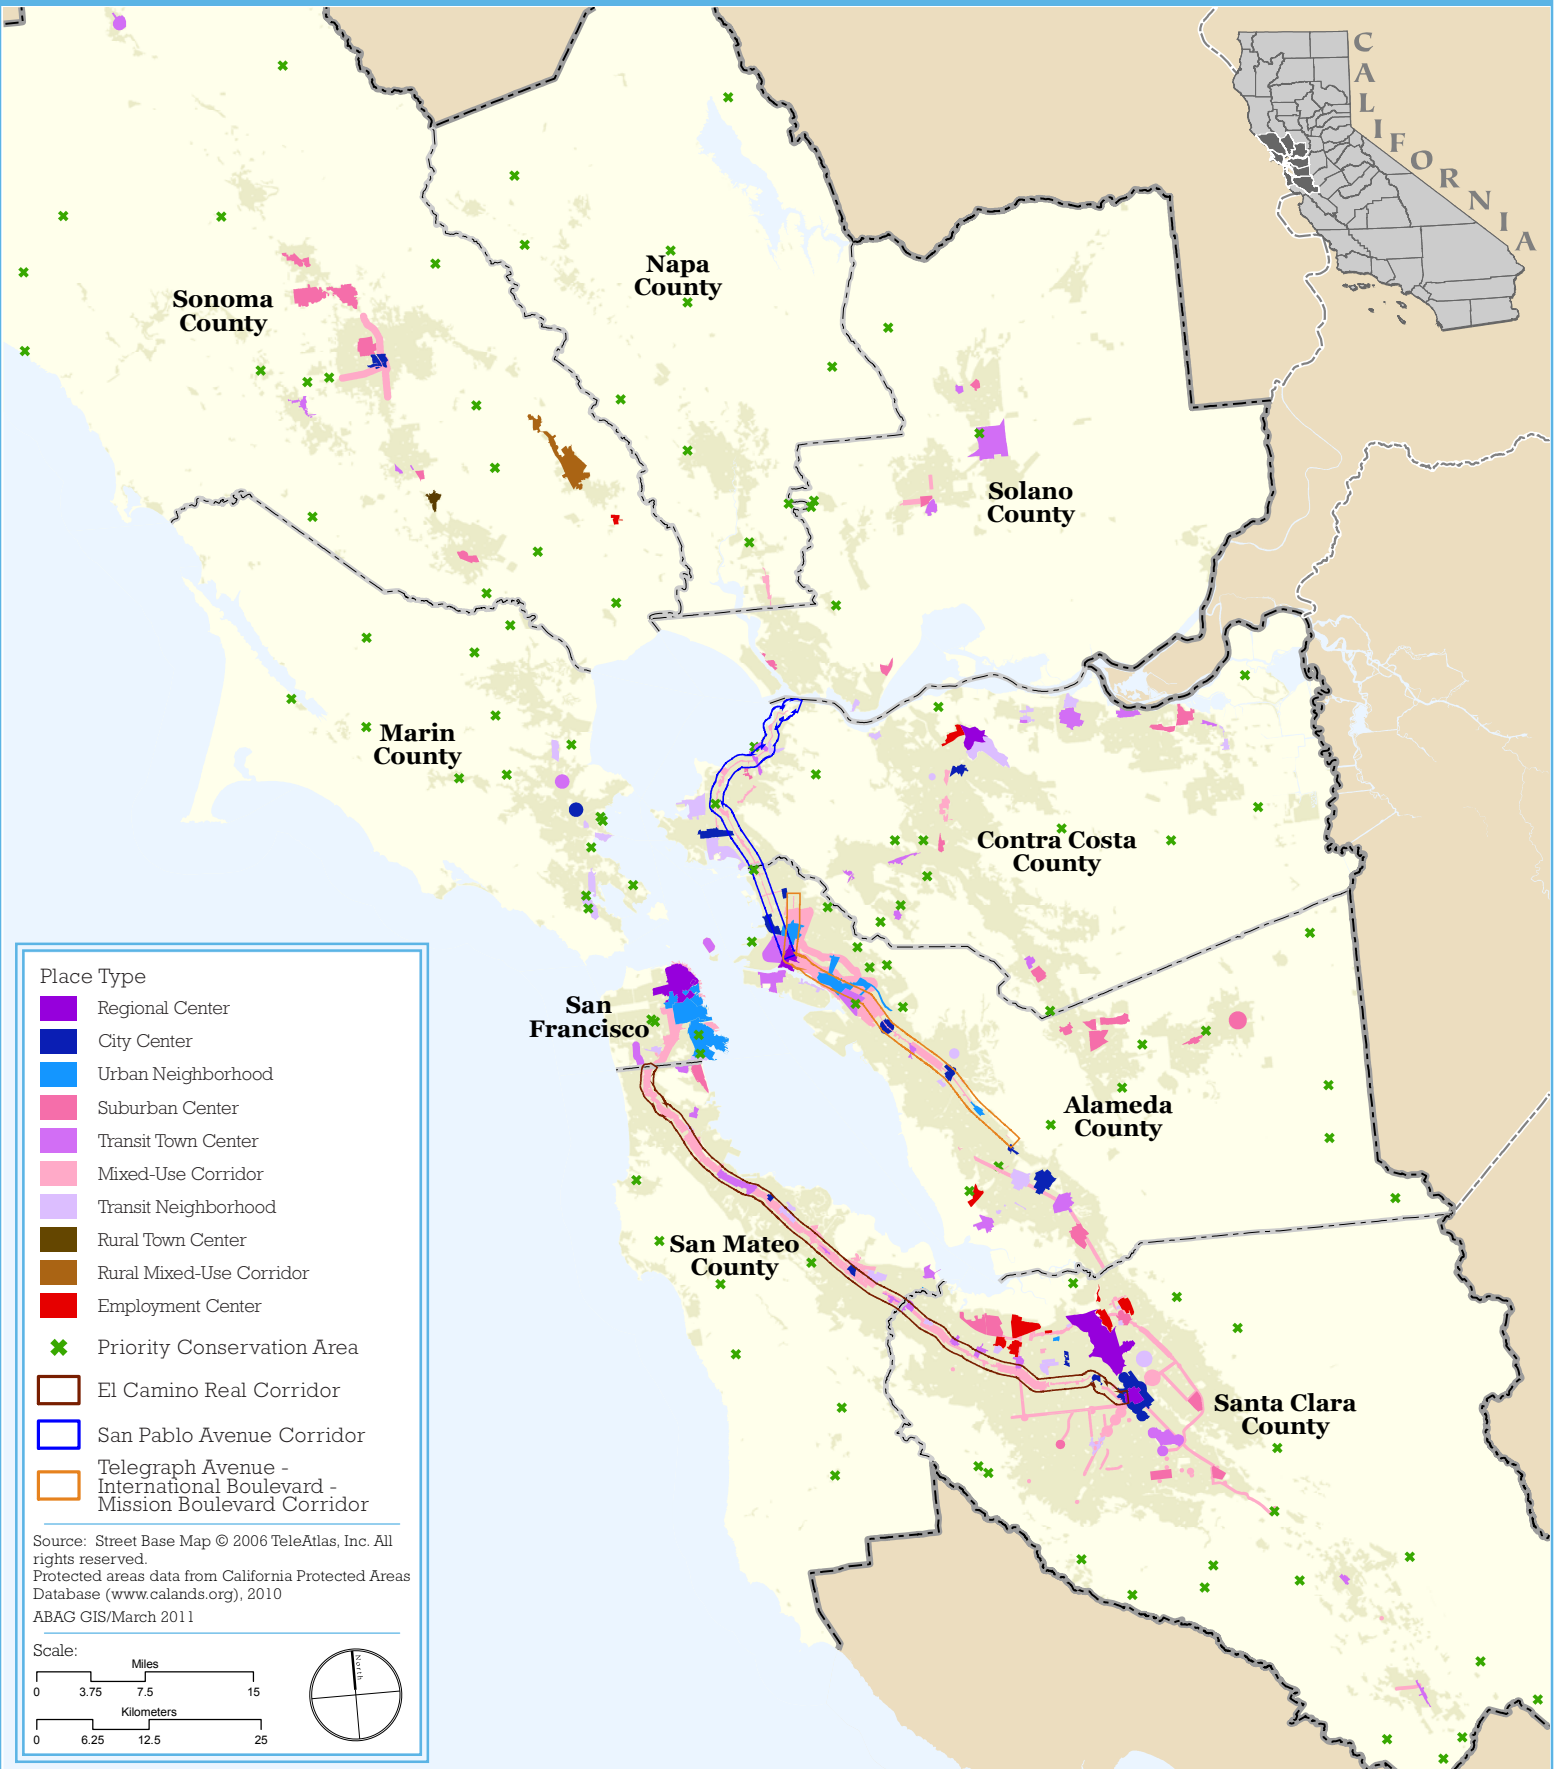 CALIFORNIA
Napa
County
Sonoma
County
Solano
County
Marin
County
Contra Costa
County
San
Francisco
Alameda
County
San Mateo
County
Santa Clara
County
Place Type
Regional Center
City Center
Urban Neighborhood
Suburban Center
Transit Town Center
Mixed-Use Corridor
Transit Neighborhood
Rural Town Center
Rural Mixed-Use Corridor
Employment Center
Priority Conservation Area
El Camino Real Corridor
San Pablo Avenue Corridor
Telegraph Avenue -
International Boulevard -
Mission Boulevard Corridor
Source: Street Base Map © 2006 TeleAtlas, Inc. All
rights reserved.
Protected areas data from California Protected Areas
Database (www.calands.org), 2010
ABAG GIS/March 2011
Scale:
Miles
0 3.75 7.5 15
Kilometers
0 6.25 12.5 25
North